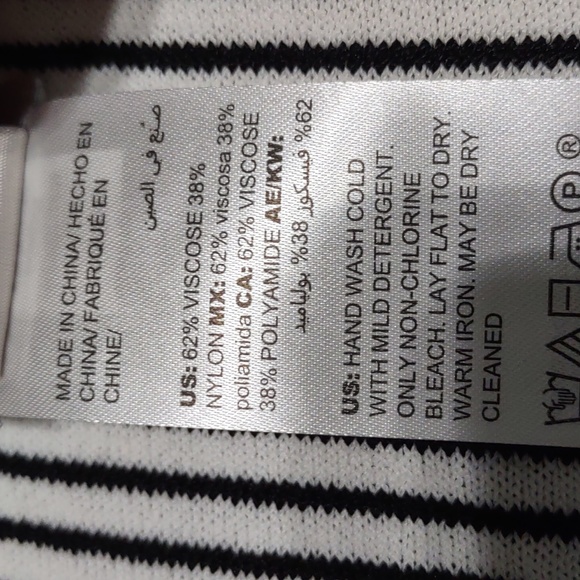 MADE IN CHINA/ HECHO EN
CHINA/ FABRIQUÉ EN
CHINE/
صنع في الصين
US: 62% VISCOSE 38%
NYLON MX: 62% viscosa 38%
poliamida CA: 62% VISCOSE
38% POLYAMIDE AE/KW:
62% فيسكوز 38% بولياميد
US: HAND WASH COLD
WITH MILD DETERGENT.
ONLY NON-CHLORINE
BLEACH. LAY FLAT TO DRY.
WARM IRON. MAY BE DRY
CLEANED
P ®